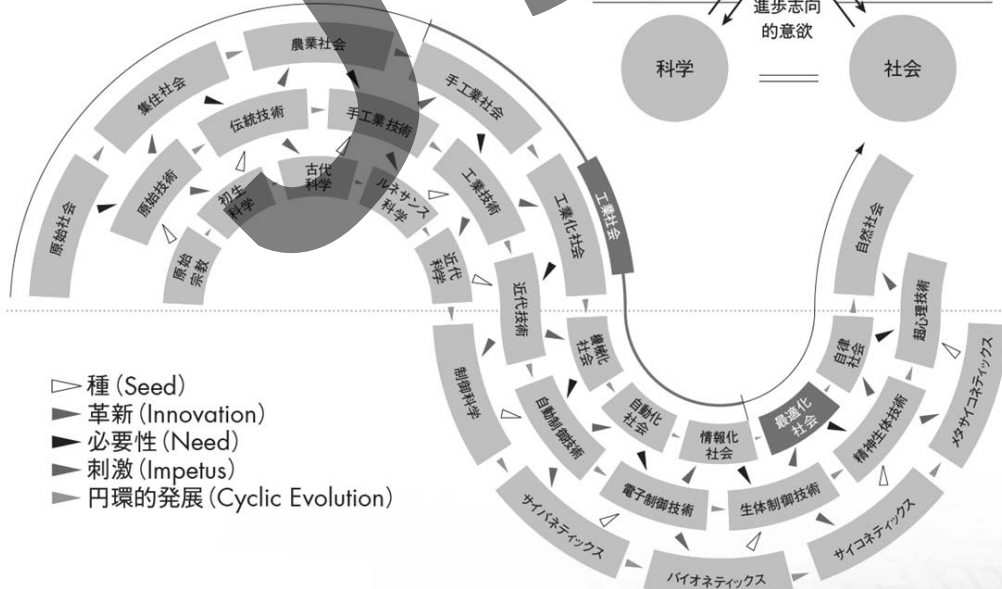 進歩志向
的意欲
科学
社会
原始社会
集住社会
農業社会
手工業社会
工業化社会
工業社会
原始技術
伝統技術
手工業技術
工業技術
近代技術
原始
宗教
初生
科学
古代
科学
ルネサンス
科学
近代
科学
制御科学
サイバネティックス
バイオネティックス
サイコネティックス
メタサイコネティックス
自動制御技術
電子制御技術
生体制御技術
精神生体技術
超心理技術
機械化
社会
自動化
社会
情報化
社会
最適化
社会
自律
社会
自然社会
種(Seed)
革新(Innovation)
必要性(Need)
刺激(Impetus)
円環的発展(Cyclic Evolution)